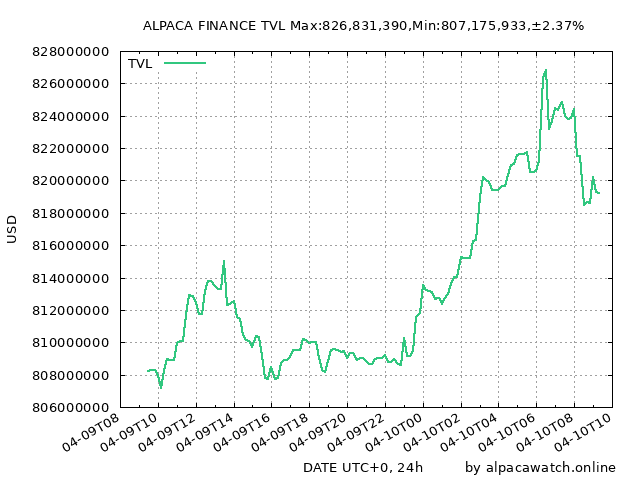 ALPACA FINANCE TVL Max:826,831,390,Min:807,175,933,±2.37%
828000000
826000000
824000000
822000000
820000000
818000000
816000000
814000000
812000000
810000000
808000000
806000000
TVL
USD
04-09T08
04-09T10
04-09T12
04-09T14
04-09T16
04-09T18
04-09T20
04-09T22
04-10T00
04-10T02
04-10T04
04-10T06
04-10T08
04-10T10
DATE UTC+0, 24h
by alpacawatch.online